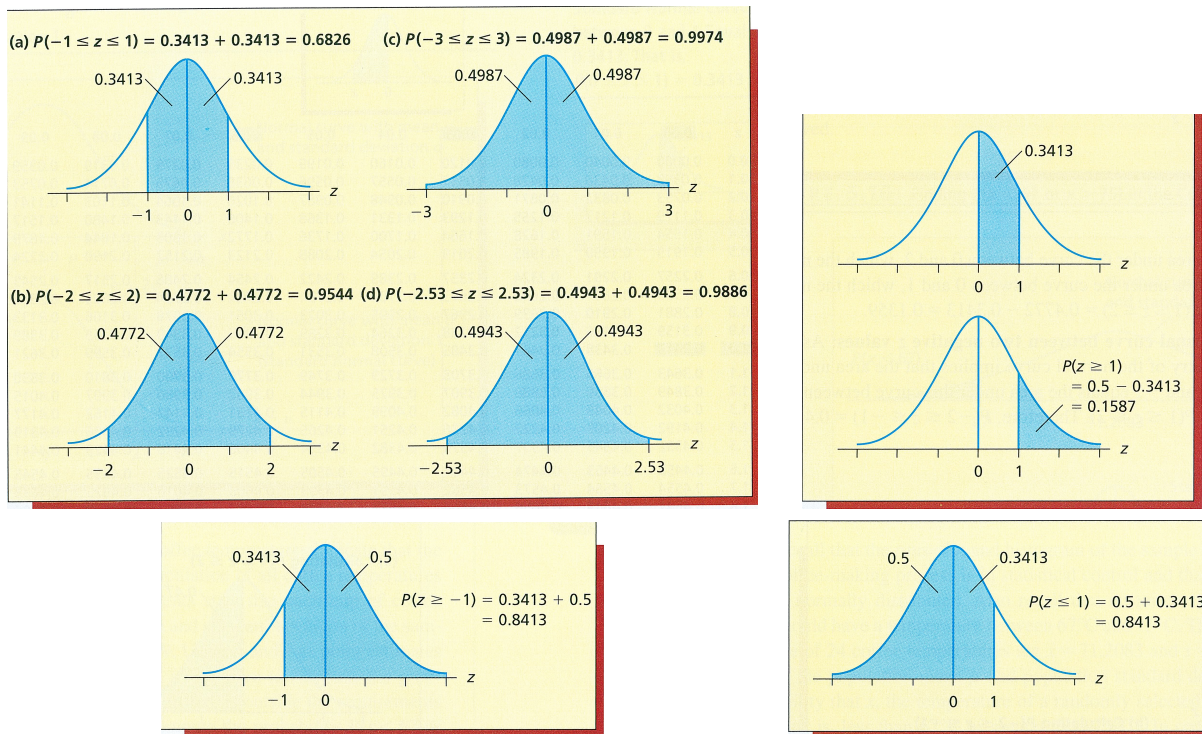 (a) P(−1 ≤ z ≤ 1) = 0.3413 + 0.3413 = 0.6826
0.3413 0.3413
z
−1 0 1
(c) P(−3 ≤ z ≤ 3) = 0.4987 + 0.4987 = 0.9974
0.4987 0.4987
z
−3 0 3
(b) P(−2 ≤ z ≤ 2) = 0.4772 + 0.4772 = 0.9544
0.4772 0.4772
z
−2 0 2
(d) P(−2.53 ≤ z ≤ 2.53) = 0.4943 + 0.4943 = 0.9886
0.4943 0.4943
z
−2.53 0 2.53
0.3413
z
0 1
P(z ≥ 1)
= 0.5 − 0.3413
= 0.1587
z
0 1
0.3413 0.5
P(z ≥ −1) = 0.3413 + 0.5
= 0.8413
z
−1 0
0.5 0.3413
P(z ≤ 1) = 0.5 + 0.3413
= 0.8413
z
0 1